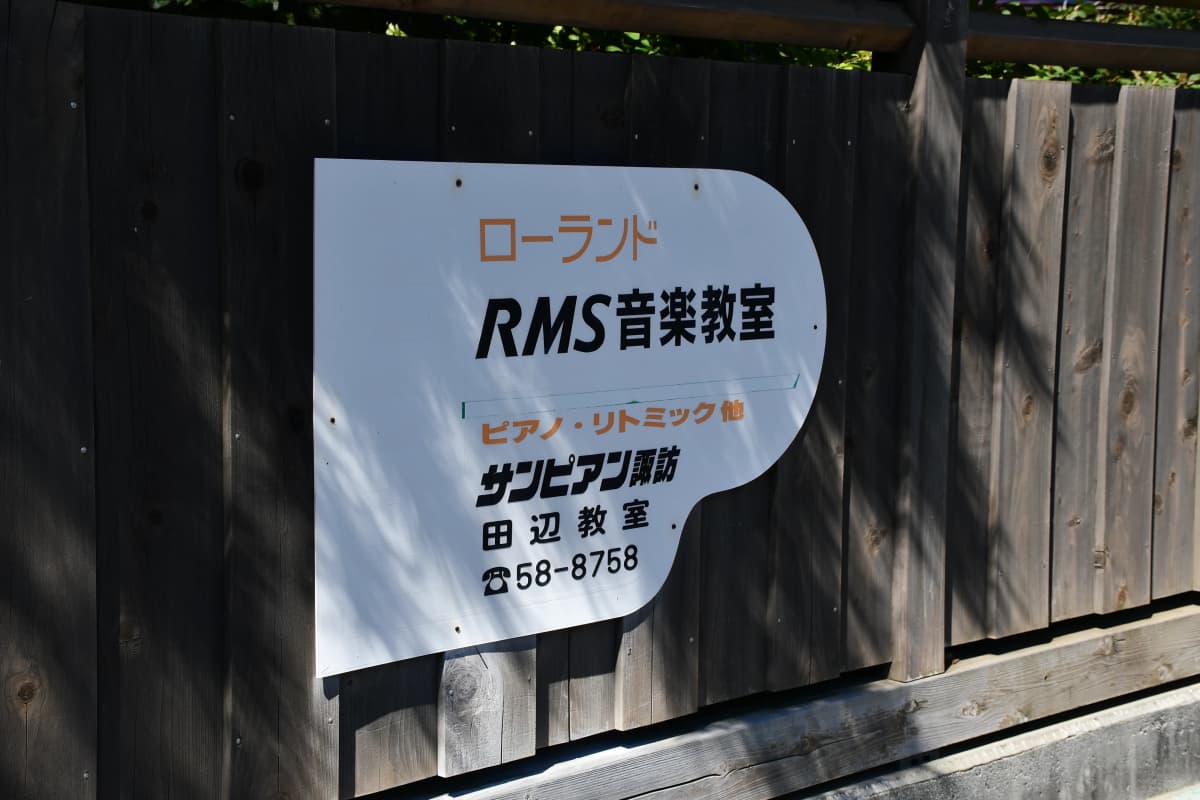 ローランド
RMS音楽教室
ピアノ・リトミック他
サンピアン諏訪
田辺教室
☎58-8758